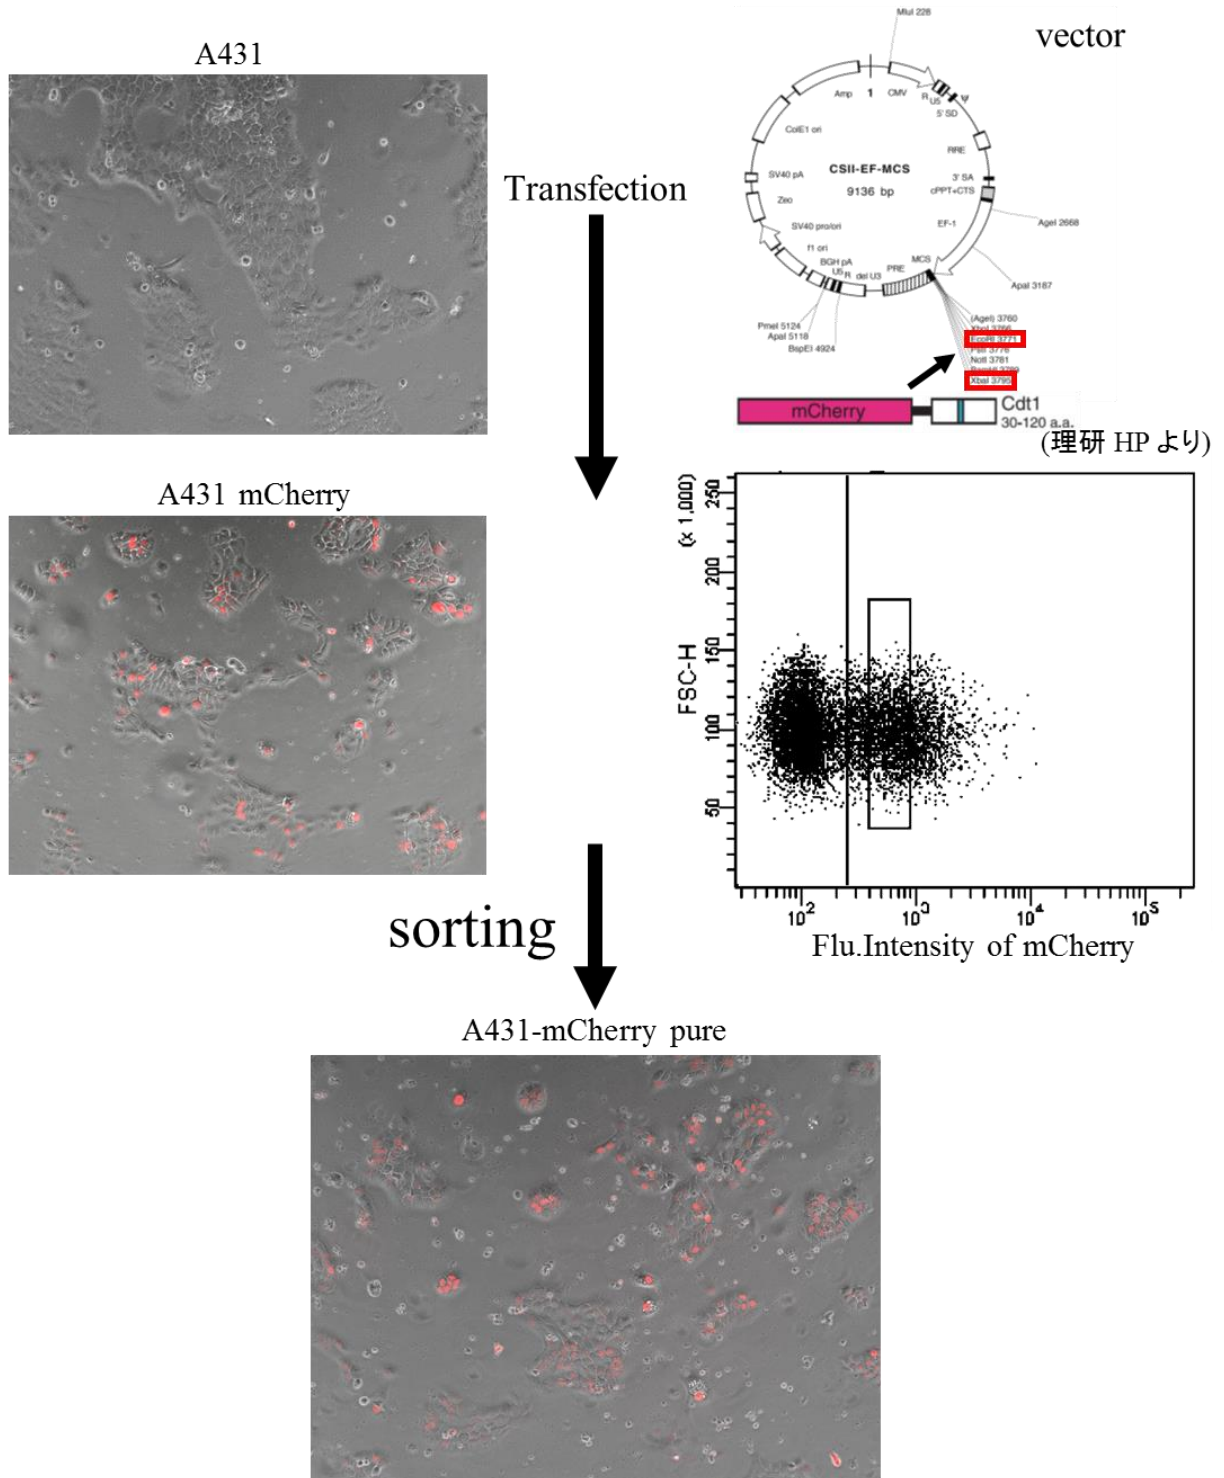 A431
vector
MluI 228
Transfection
Amp
1
CMV
R
U5
Ψ
5' SD
ColE1 ori
RRE
CSII-EF-MCS
9136 bp
SV40 pA
3' SA
cPPT+CTS
Zeo
EF-1
AgeI 2668
SV40 pro/ori
f1 ori
BGH pA
U5
R
del U3
PRE
MCS
ApaI 3187
PmeI 5124
ApaI 5118
BspEI 4924
(AgeI) 3760
XhoI 3766
EcoRI 3771
NotI 3781
XbaI 3795
mCherry
Cdt1
30-120 a.a.
(理研 HP より)
A431 mCherry
(x 1,000)
250
200
150
100
50
FSC-H
10²
10³
10⁴
10⁵
Flu.Intensity of mCherry
sorting
A431-mCherry pure